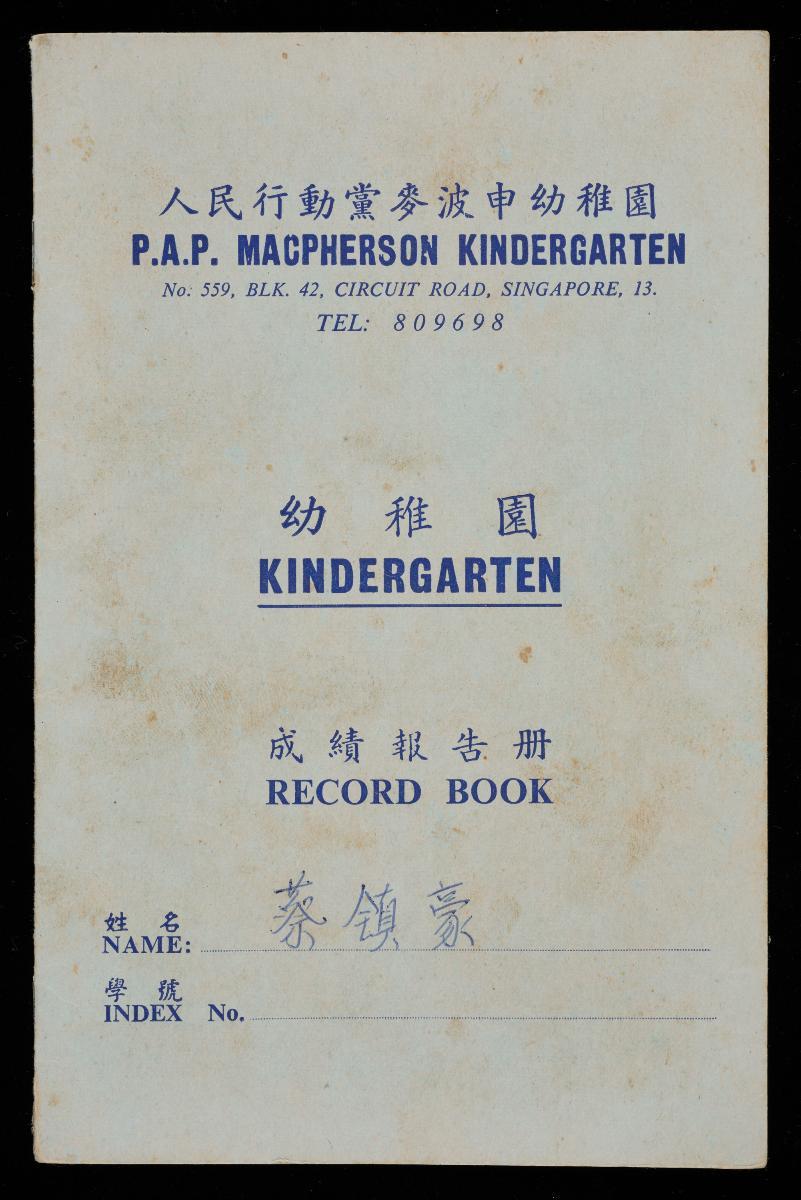 人民行動黨麥波申幼稚園
P.A.P. MACPHERSON KINDERGARTEN
No: 559, BLK. 42, CIRCUIT ROAD, SINGAPORE, 13.
TEL: 809698
幼稚園
KINDERGARTEN
成績報告册
RECORD BOOK
姓名
NAME: 蔡镇豪
學號
INDEX No.